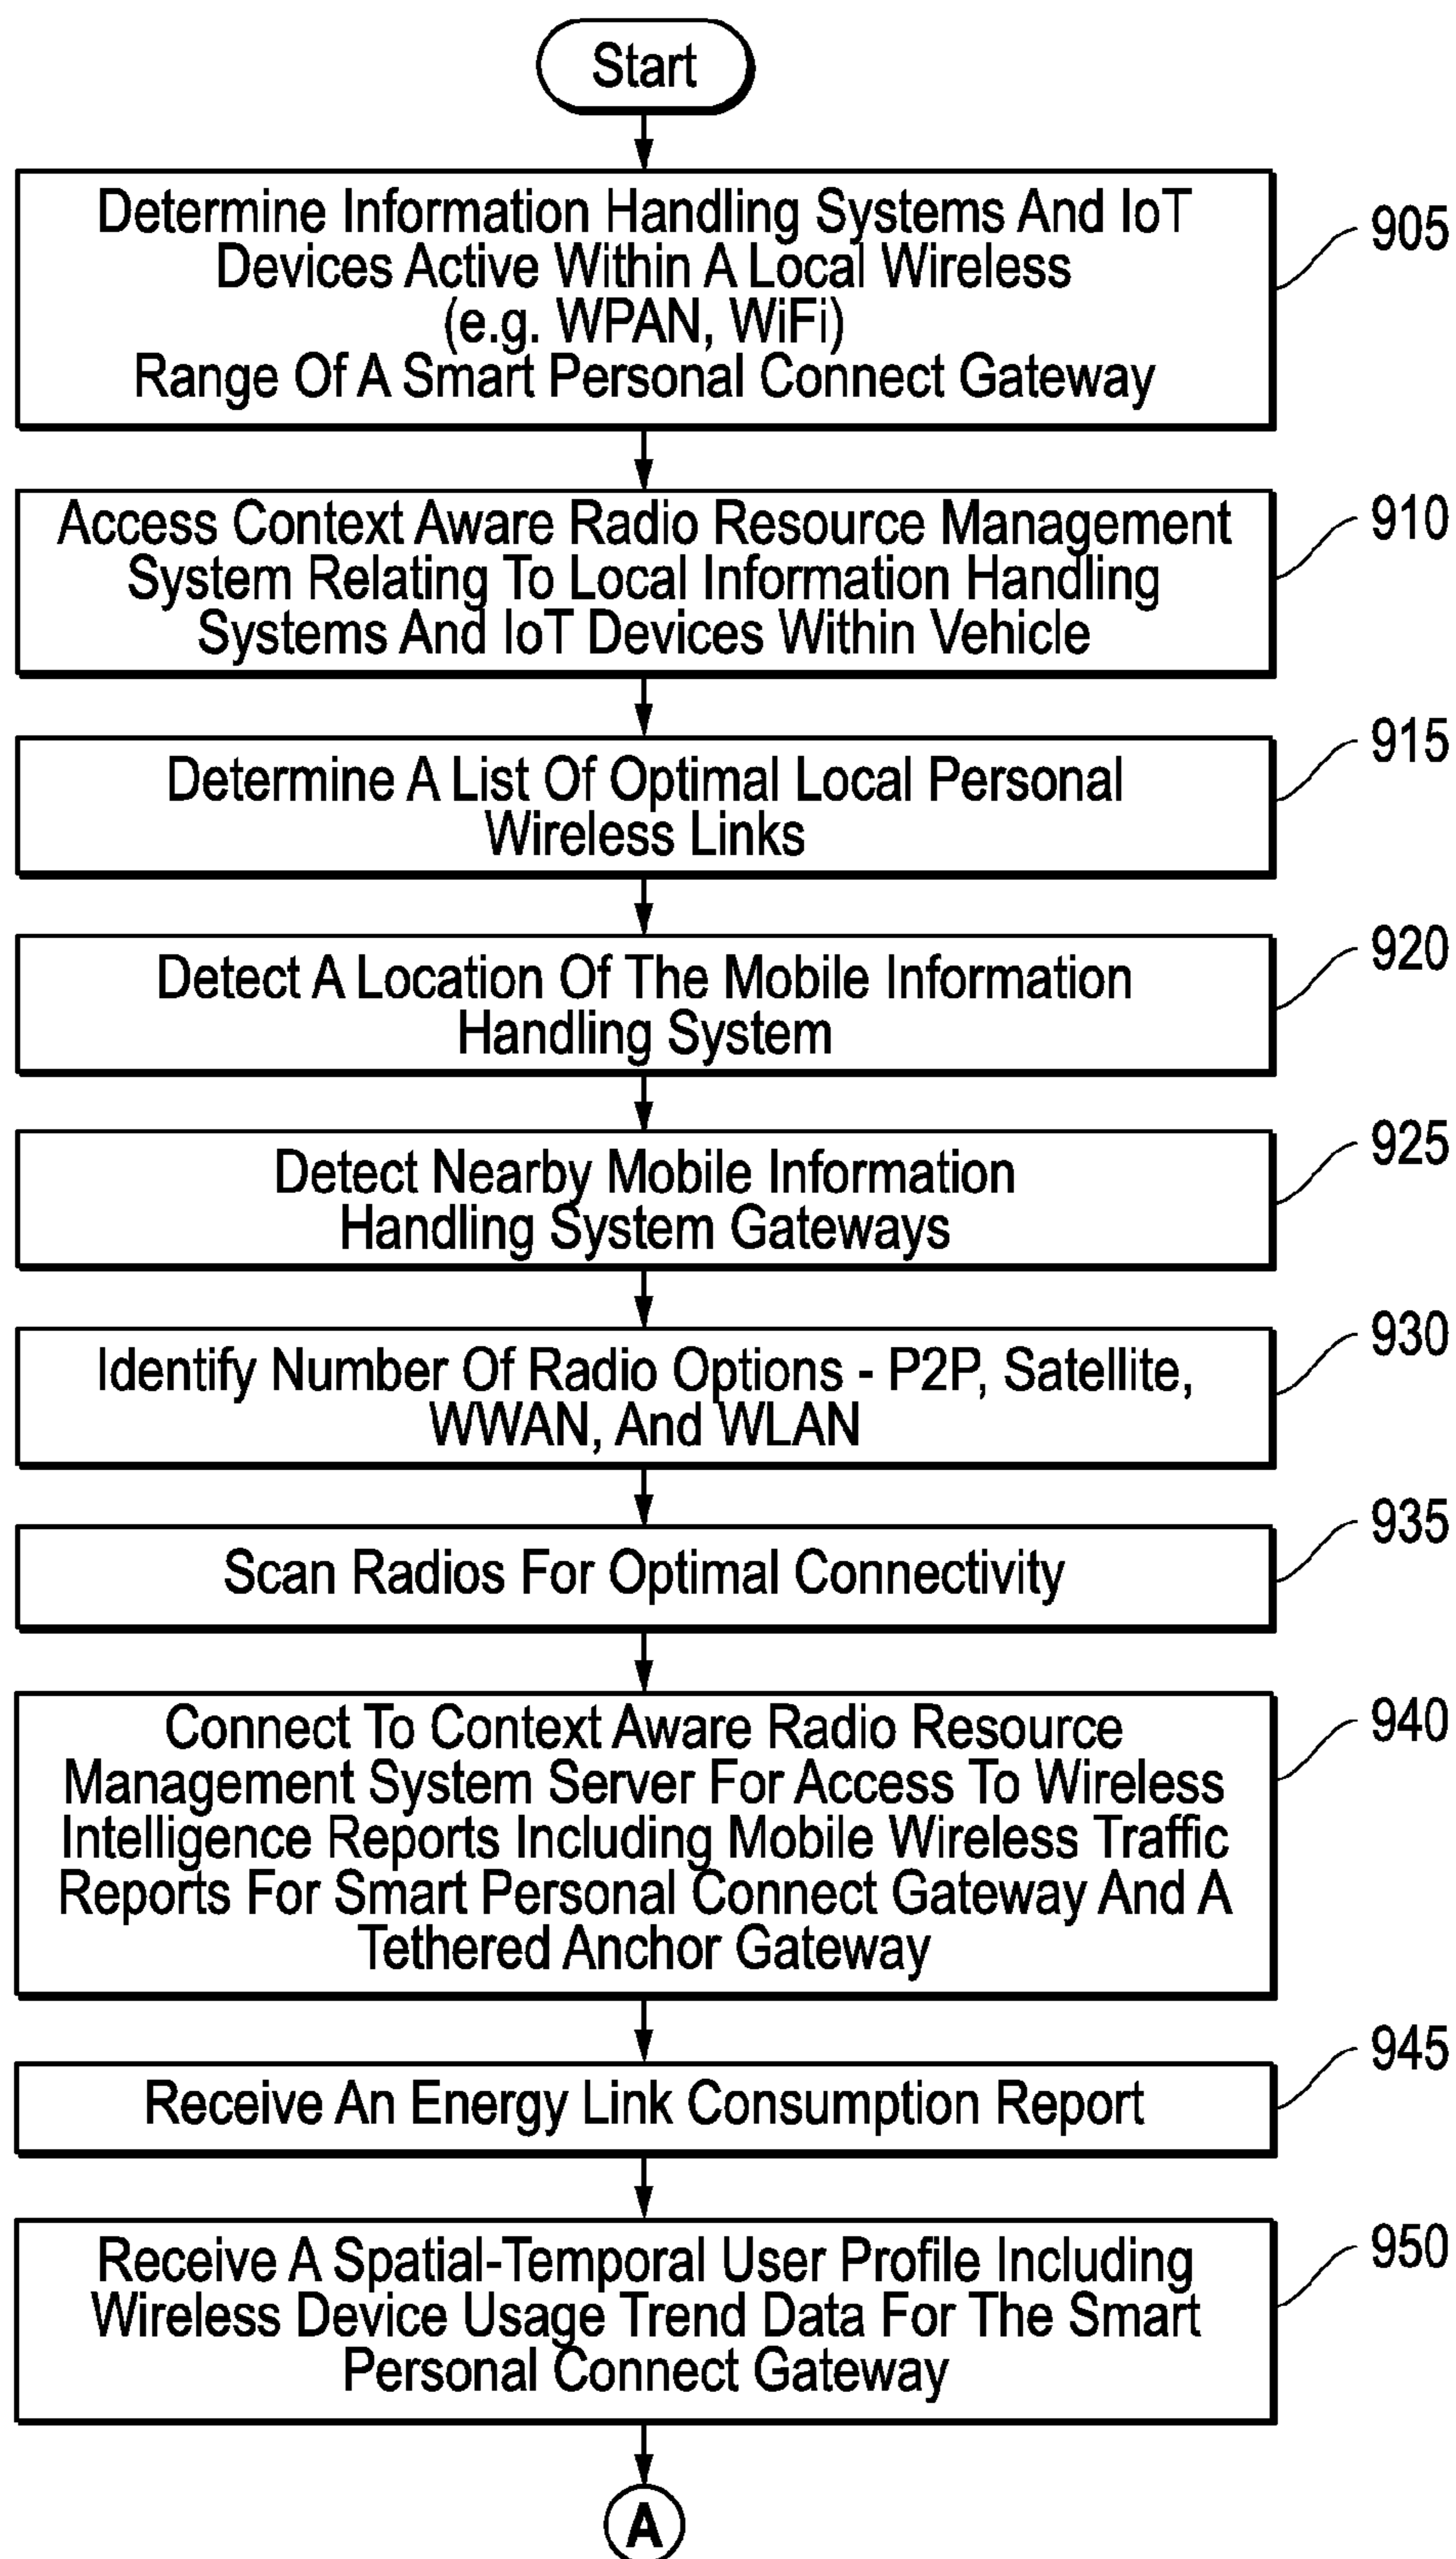 Start
Determine Information Handling Systems And IoT
Devices Active Within A Local Wireless
(e.g. WPAN, WiFi)
Range Of A Smart Personal Connect Gateway
905
Access Context Aware Radio Resource Management
System Relating To Local Information Handling
Systems And IoT Devices Within Vehicle
910
Determine A List Of Optimal Local Personal
Wireless Links
915
Detect A Location Of The Mobile Information
Handling System
920
Detect Nearby Mobile Information
Handling System Gateways
925
Identify Number Of Radio Options - P2P, Satellite,
WWAN, And WLAN
930
Scan Radios For Optimal Connectivity
935
Connect To Context Aware Radio Resource
Management System Server For Access To Wireless
Intelligence Reports Including Mobile Wireless Traffic
Reports For Smart Personal Connect Gateway And A
Tethered Anchor Gateway
940
Receive An Energy Link Consumption Report
945
Receive A Spatial-Temporal User Profile Including
Wireless Device Usage Trend Data For The Smart
Personal Connect Gateway
950
A